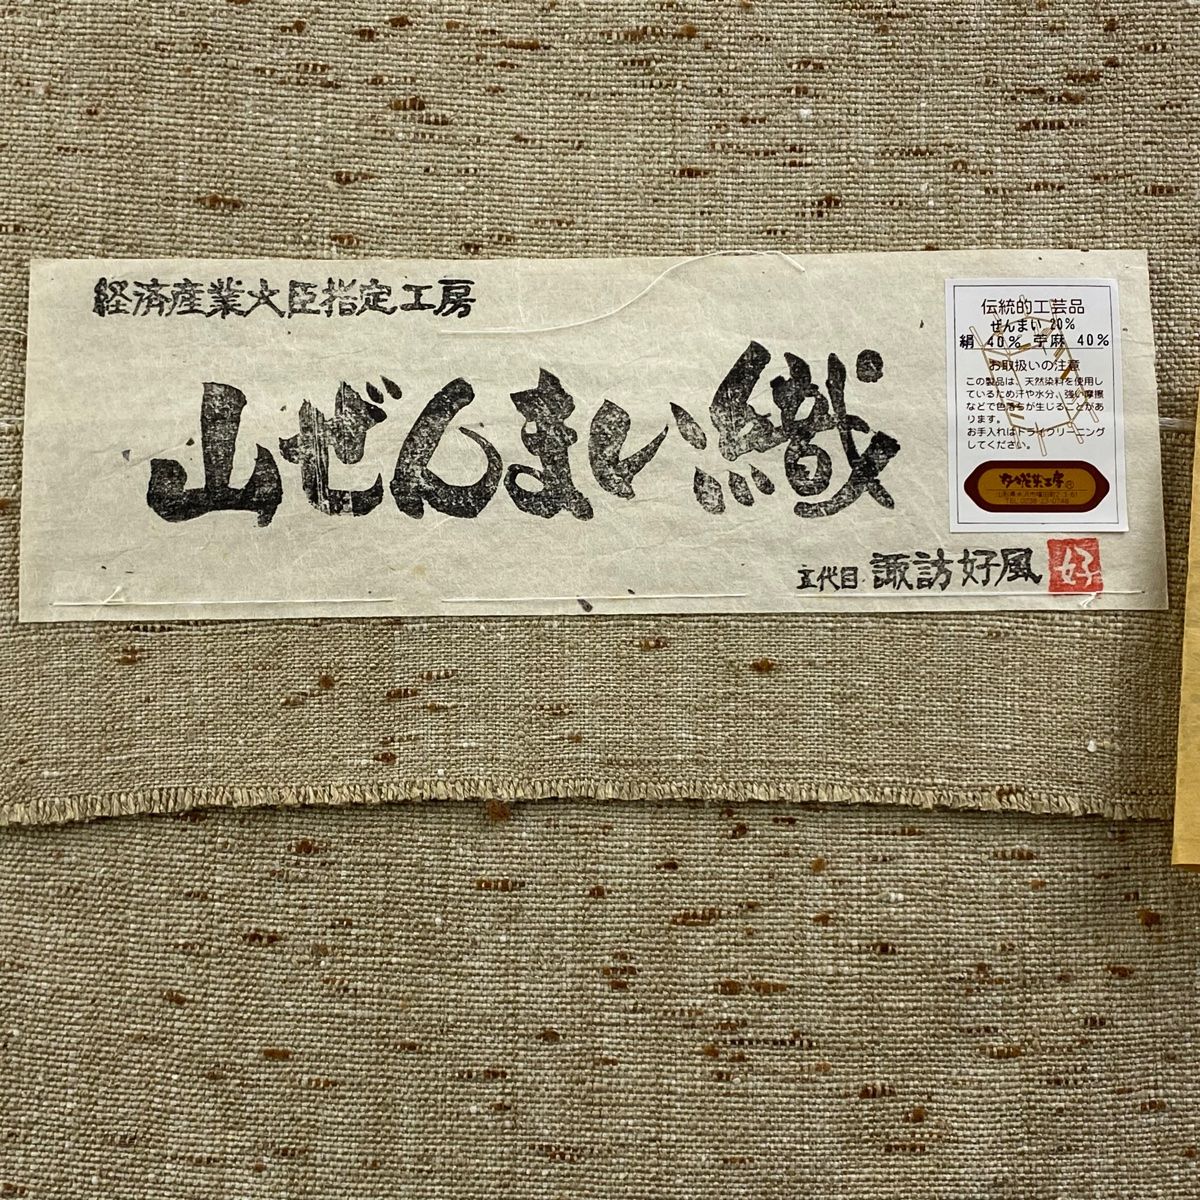 経済産業大臣指定工房
山ぜんまい織
五代目 諏訪好風
好
伝統的工芸品
ぜんまい 20%
絹 40% 苧麻 40%
お取扱いの注意
この製品は、天然染料を使用し
ているため汗や水分、強い摩擦
などで色落ちが生じることがあ
ります。
お手入れはドライクリーニング
してください。